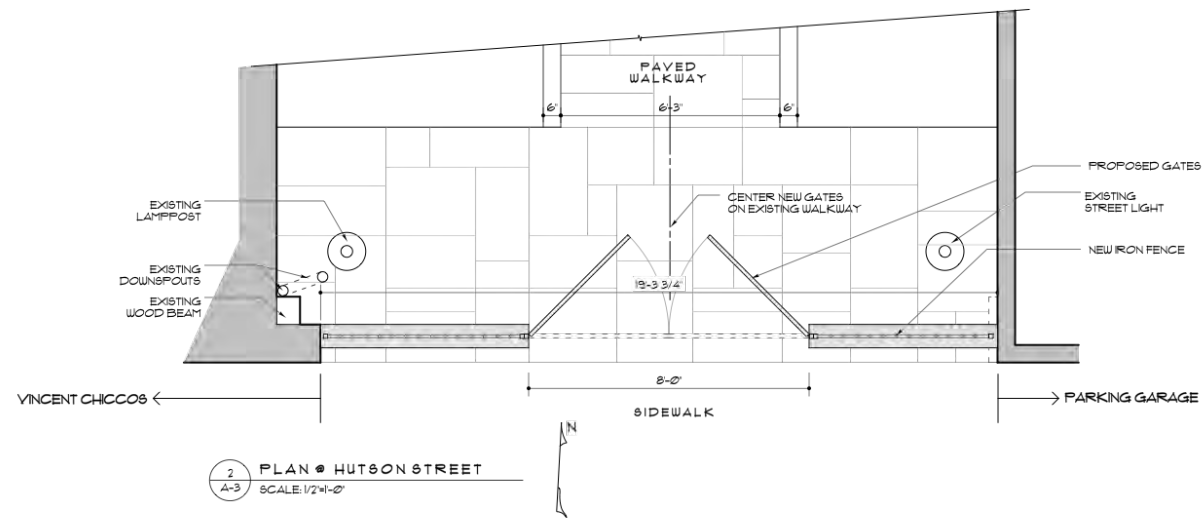 PAVED
WALKWAY
6"
6'-3"
6"
PROPOSED GATES
EXISTING
LAMPPOST
CENTER NEW GATES
ON EXISTING WALKWAY
EXISTING
STREET LIGHT
NEW IRON FENCE
EXISTING
DOWNSPOUTS
19'-3 3/4"
EXISTING
WOOD BEAM
8'-0"
VINCENT CHICCOS
PARKING GARAGE
SIDEWALK
N
2
A-3
PLAN @ HUTSON STREET
SCALE: 1/2"=1'-0"